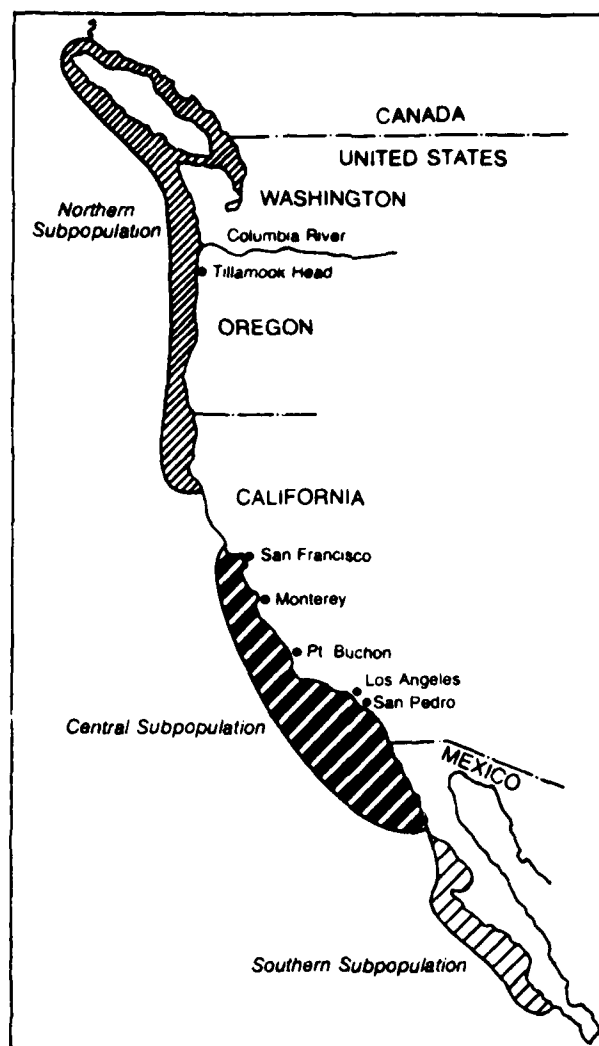 CANADA
UNITED STATES
WASHINGTON
Northern
Subpopulation
Columbia River
Tillamook Head
OREGON
CALIFORNIA
San Francisco
Monterey
Pt. Buchon
Los Angeles
San Pedro
Central Subpopulation
MEXICO
Southern Subpopulation